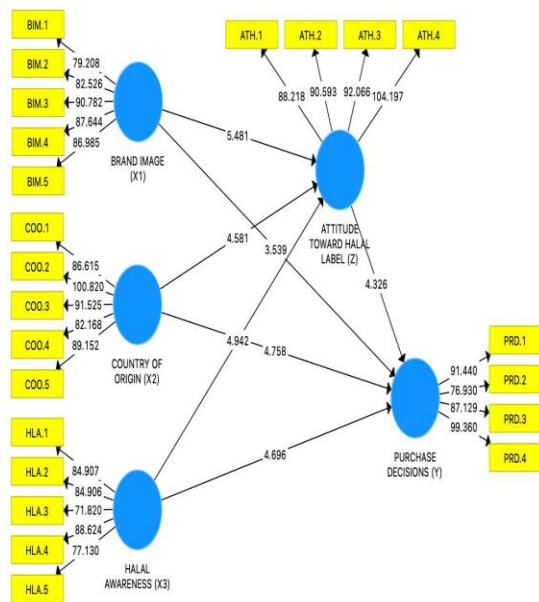 BIM.1
BIM.2
BIM.3
BIM.4
BIM.5
79.208
82.526
90.782
87.644
86.985
BRAND IMAGE
(X1)
ATH.1
ATH.2
ATH.3
ATH.4
88.218
90.593
92.066
104.197
ATTITUDE
TOWARD HALAL
LABEL (Z)
5.481
4.581
3.539
4.326
4.942
4.758
4.696
COO.1
COO.2
COO.3
COO.4
COO.5
86.615
100.820
91.525
82.168
89.152
COUNTRY OF
ORIGIN (X2)
PRD.1
PRD.2
PRD.3
PRD.4
91.440
76.930
87.129
99.360
PURCHASE
DECISIONS (Y)
HLA.1
HLA.2
HLA.3
HLA.4
HLA.5
84.907
84.906
71.820
88.624
77.130
HALAL
AWARENESS (X3)